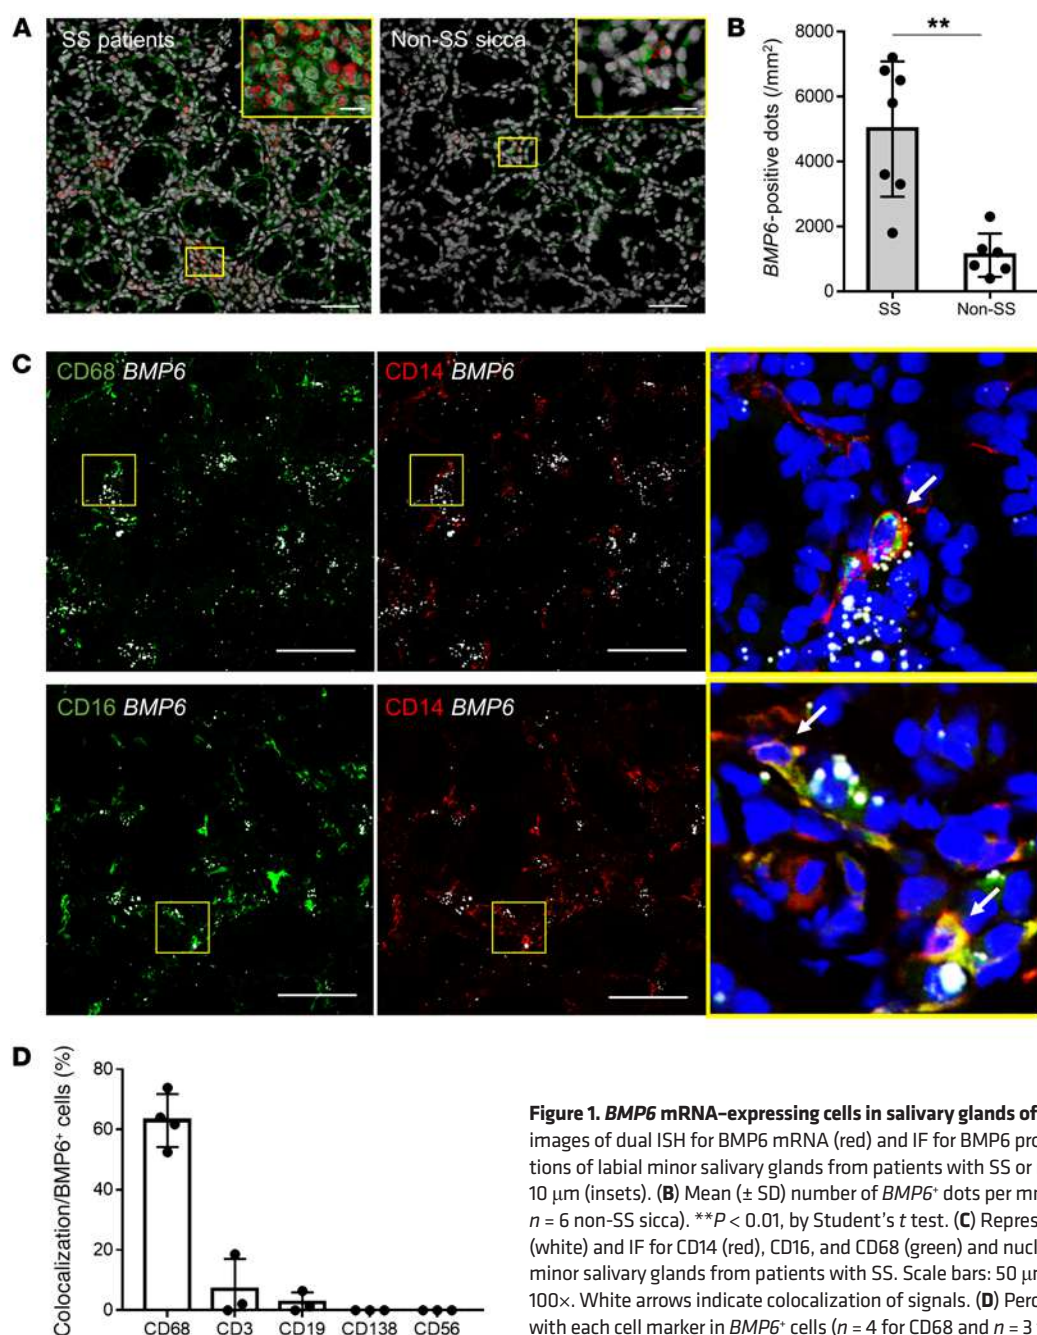 A
SS patients
Non-SS sicca
B
BMP6-positive dots (/mm²)
8000
6000
4000
2000
0
**
SS
Non-SS
C
CD68 BMP6
CD14 BMP6
CD16 BMP6
CD14 BMP6
D
Colocalization/BMP6⁺ cells (%)
80
60
40
20
0
CD68
CD3
CD19
CD138
CD56
Figure 1. BMP6 mRNA–expressing cells in salivary glands of
images of dual ISH for BMP6 mRNA (red) and IF for BMP6 pro
tions of labial minor salivary glands from patients with SS or
10 μm (insets). (B) Mean (± SD) number of BMP6⁺ dots per mm
n = 6 non-SS sicca). **P < 0.01, by Student's t test. (C) Repres
(white) and IF for CD14 (red), CD16, and CD68 (green) and nucl
minor salivary glands from patients with SS. Scale bars: 50 μm
100×. White arrows indicate colocalization of signals. (D) Perc
with each cell marker in BMP6⁺ cells (n = 4 for CD68 and n = 3